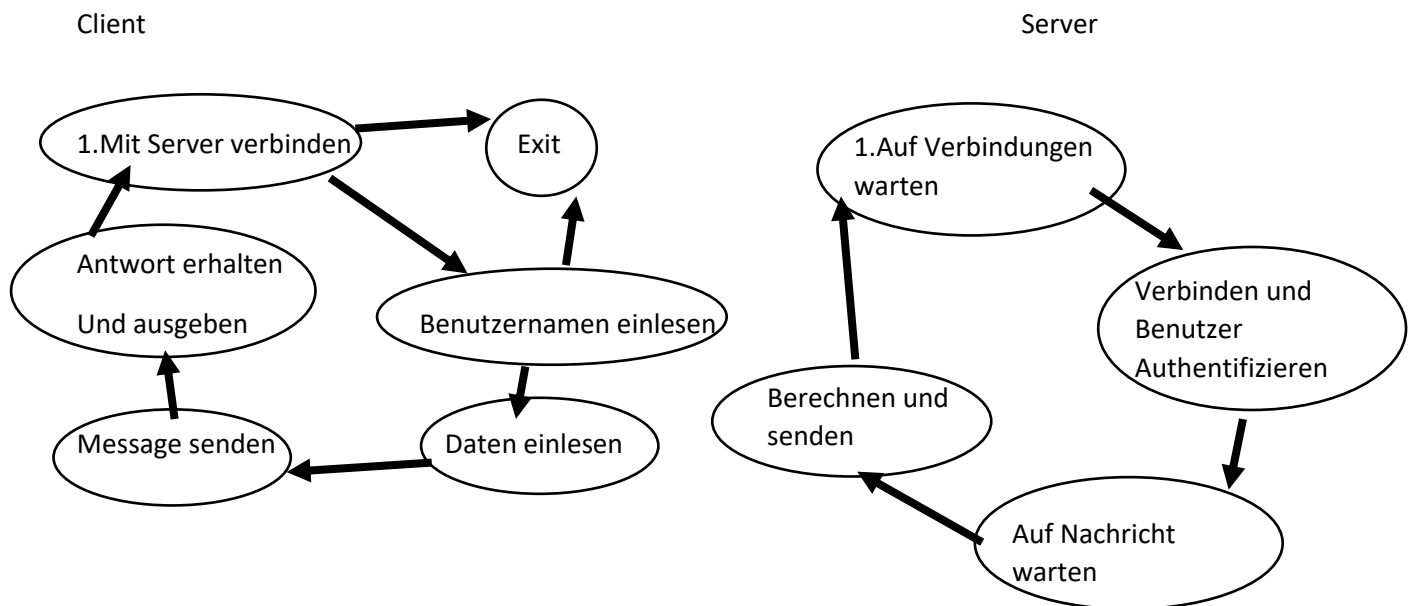 Client
Server
1.Mit Server verbinden
Exit
Antwort erhalten
Und ausgeben
Benutzernamen einlesen
Message senden
Daten einlesen
1.Auf Verbindungen
warten
Verbinden und
Benutzer
Authentifizieren
Berechnen und
senden
Auf Nachricht
warten